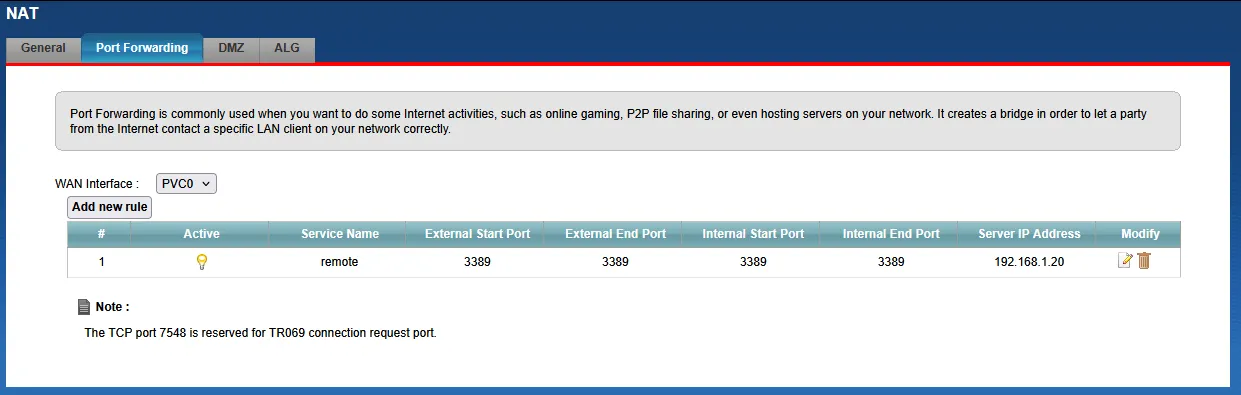 NAT
General Port Forwarding DMZ ALG
Port Forwarding is commonly used when you want to do some Internet activities, such as online gaming, P2P file sharing, or even hosting servers on your network. It creates a bridge in order to let a party
from the Internet contact a specific LAN client on your network correctly.
WAN Interface : PVC0
Add new rule
# Active Service Name External Start Port External End Port Internal Start Port Internal End Port Server IP Address Modify
1 remote 3389 3389 3389 3389 192.168.1.20
Note :
The TCP port 7548 is reserved for TR069 connection request port.